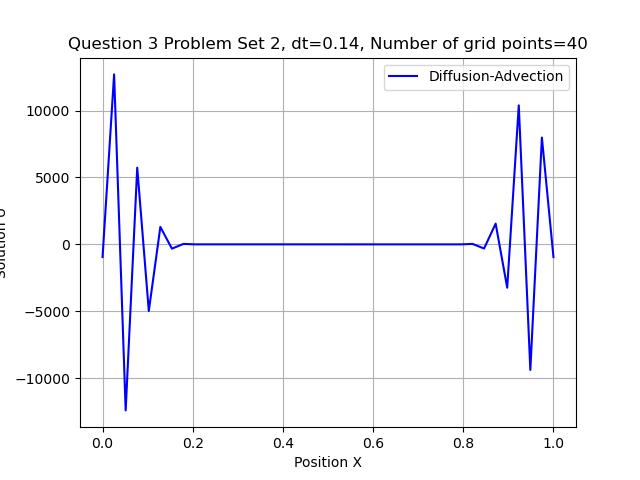 Question 3 Problem Set 2, dt=0.14, Number of grid points=40
Diffusion-Advection
10000
5000
0
−5000
−10000
0.0 0.2 0.4 0.6 0.8 1.0
Position X